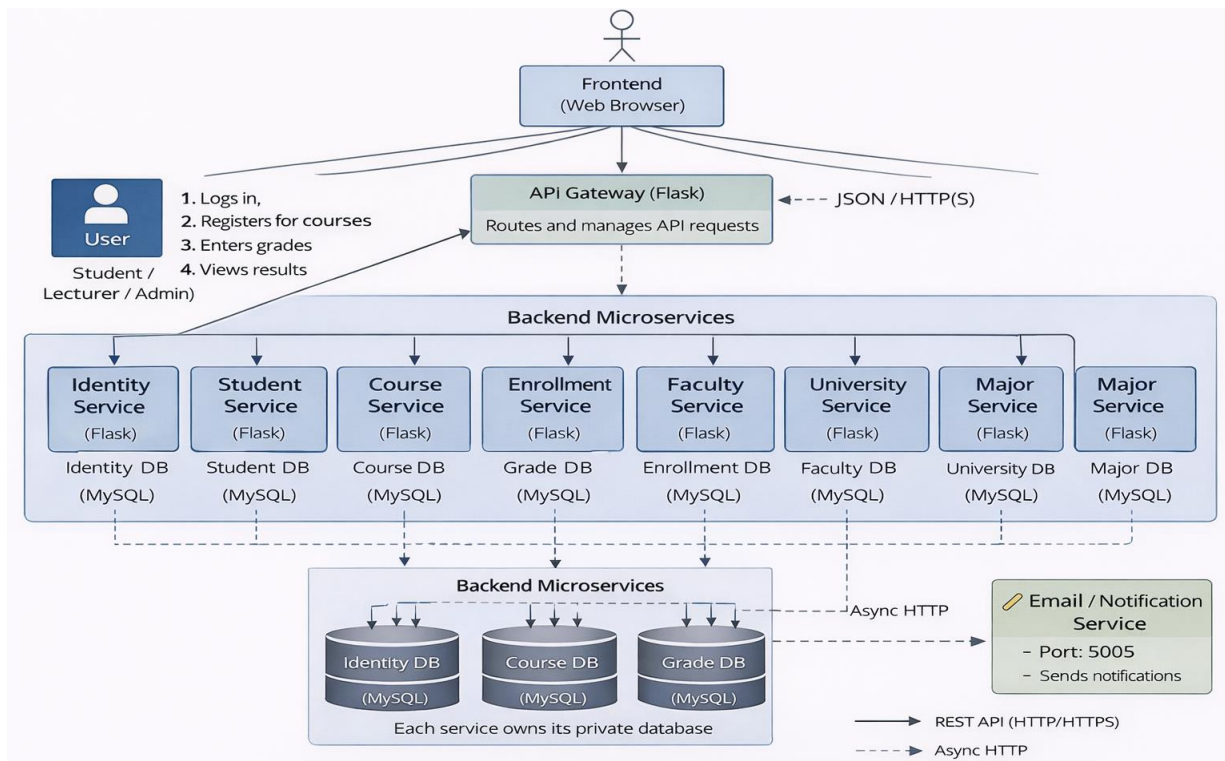 Frontend
(Web Browser)
API Gateway (Flask)
Routes and manages API requests
JSON /HTTP(S)
User
Student /
Lecturer / Admin)
1. Logs in,
2. Registers for courses
3. Enters grades
4. Views results
Backend Microservices
Identity Service (Flask)
Student Service (Flask)
Course Service (Flask)
Enrollment Service (Flask)
Faculty Service (Flask)
University Service (Flask)
Major Service (Flask)
Major Service (Flask)
Identity DB (MySQL)
Student DB (MySQL)
Course DB (MySQL)
Grade DB (MySQL)
Enrollment DB (MySQL)
Faculty DB (MySQL)
University DB (MySQL)
Major DB (MySQL)
Backend Microservices
Identity DB
(MySQL)
Course DB
(MySQL)
Grade DB
(MySQL)
Each service owns its private database
Async HTTP
Email / Notification
Service
- Port: 5005
- Sends notifications
REST API (HTTP/HTTPS)
Async HTTP